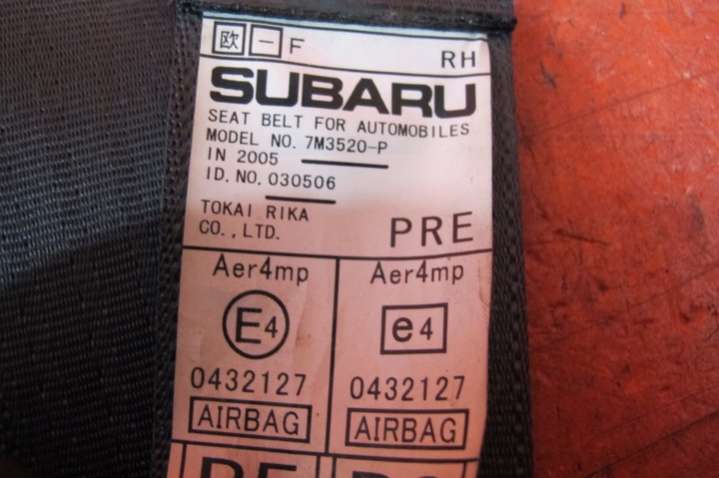 欧 一 F RH
SUBARU
SEAT BELT FOR AUTOMOBILES
MODEL NO. 7M3520-P
IN 2005
ID. NO. 030506
TOKAI RIKA
CO., LTD. PRE
Aer4mp Aer4mp
E4 e4
0432127 0432127
AIRBAG AIRBAG